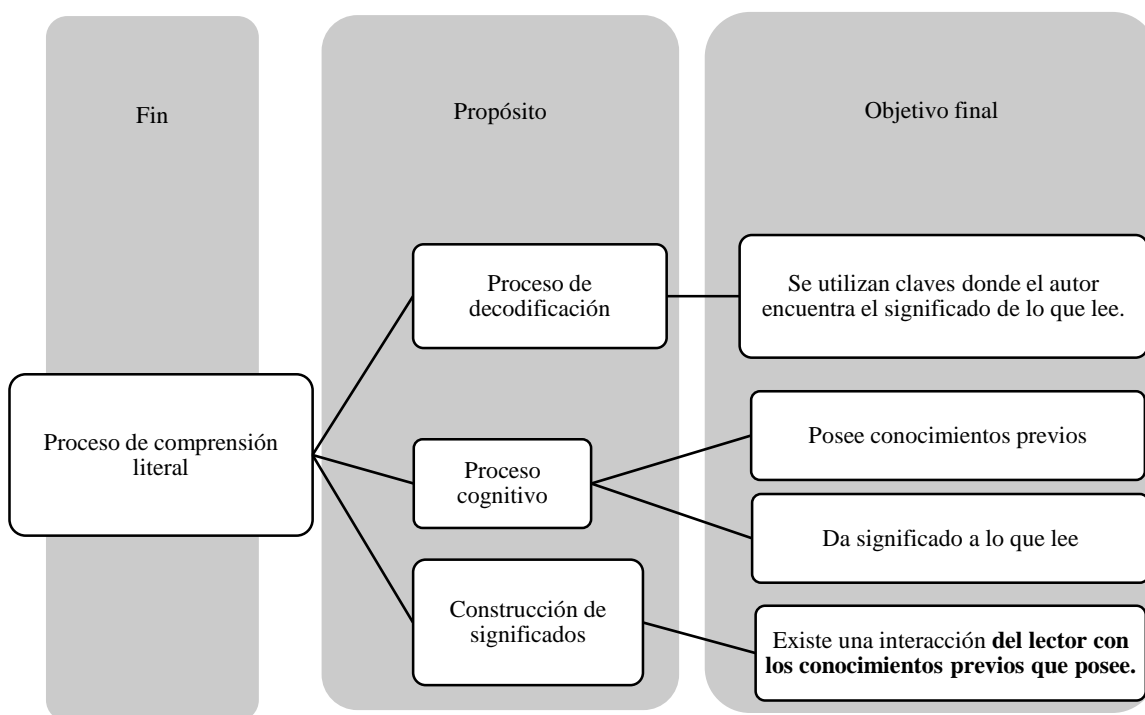 Fin
Propósito
Objetivo final
Proceso de comprensión
literal
Proceso de
decodificación
Se utilizan claves donde el autor
encuentra el significado de lo que lee.
Proceso
cognitivo
Posee conocimientos previos
Da significado a lo que lee
Construcción de
significados
Existe una interacción del lector con
los conocimientos previos que posee.